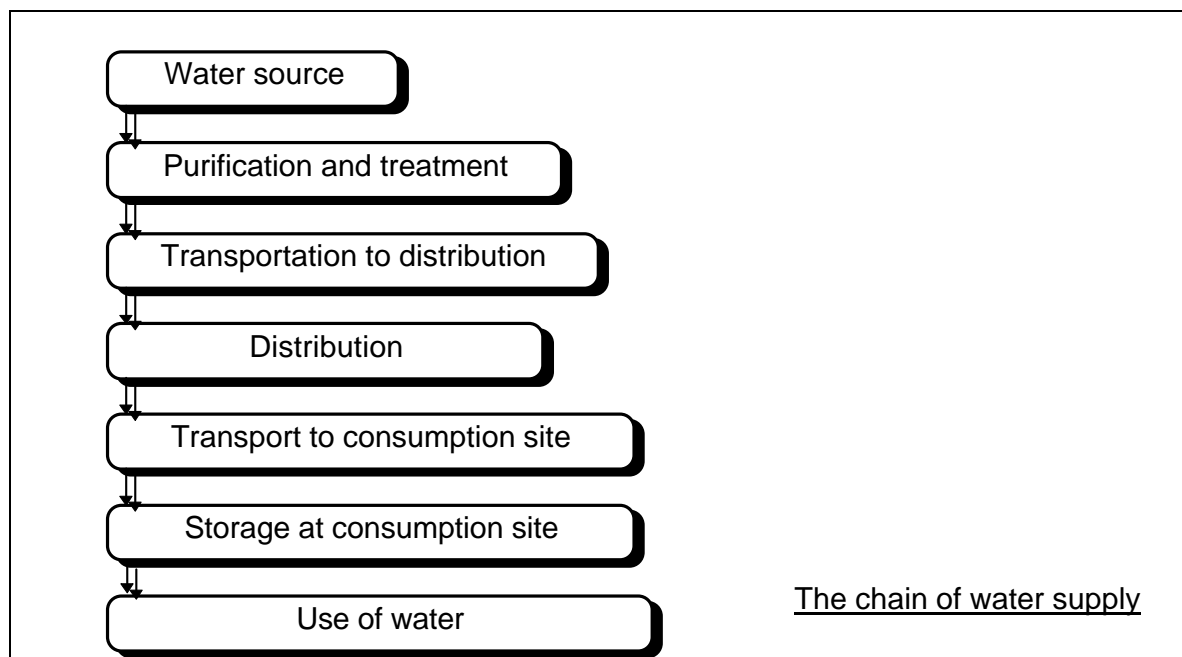 Water source
Purification and treatment
Transportation to distribution
Distribution
Transport to consumption site
Storage at consumption site
Use of water
The chain of water supply